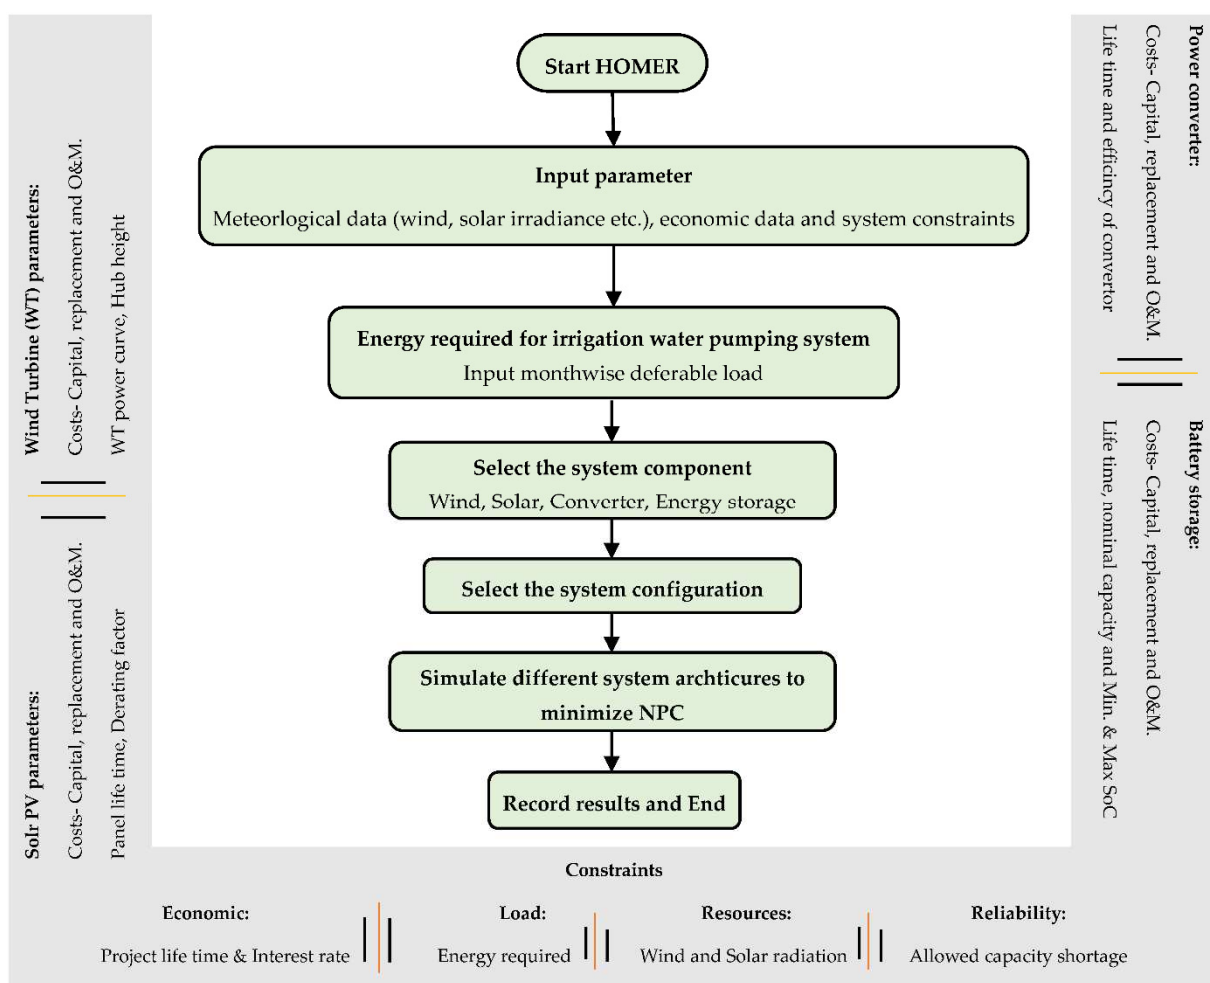 Start HOMER
Input parameter
Meteorlogical data (wind, solar irradiance etc.), economic data and system constraints
Energy required for irrigation water pumping system
Input monthwise deferable load
Select the system component
Wind, Solar, Converter, Energy storage
Select the system configuration
Simulate different system archticures to
minimize NPC
Record results and End
Wind Turbine (WT) parameters:
Costs- Capital, replacement and O&M.
WT power curve, Hub height
Solr PV parameters:
Costs- Capital, replacement and O&M.
Panel life time, Derating factor
Power converter:
Costs- Capital, replacement and O&M.
Life time and efficincy of convertor
Battery storage:
Costs- Capital, replacement and O&M.
Life time, nominal capacity and Min. & Max SoC
Constraints
Economic:
Project life time & Interest rate
Load:
Energy required
Resources:
Wind and Solar radiation
Reliability:
Allowed capacity shortage